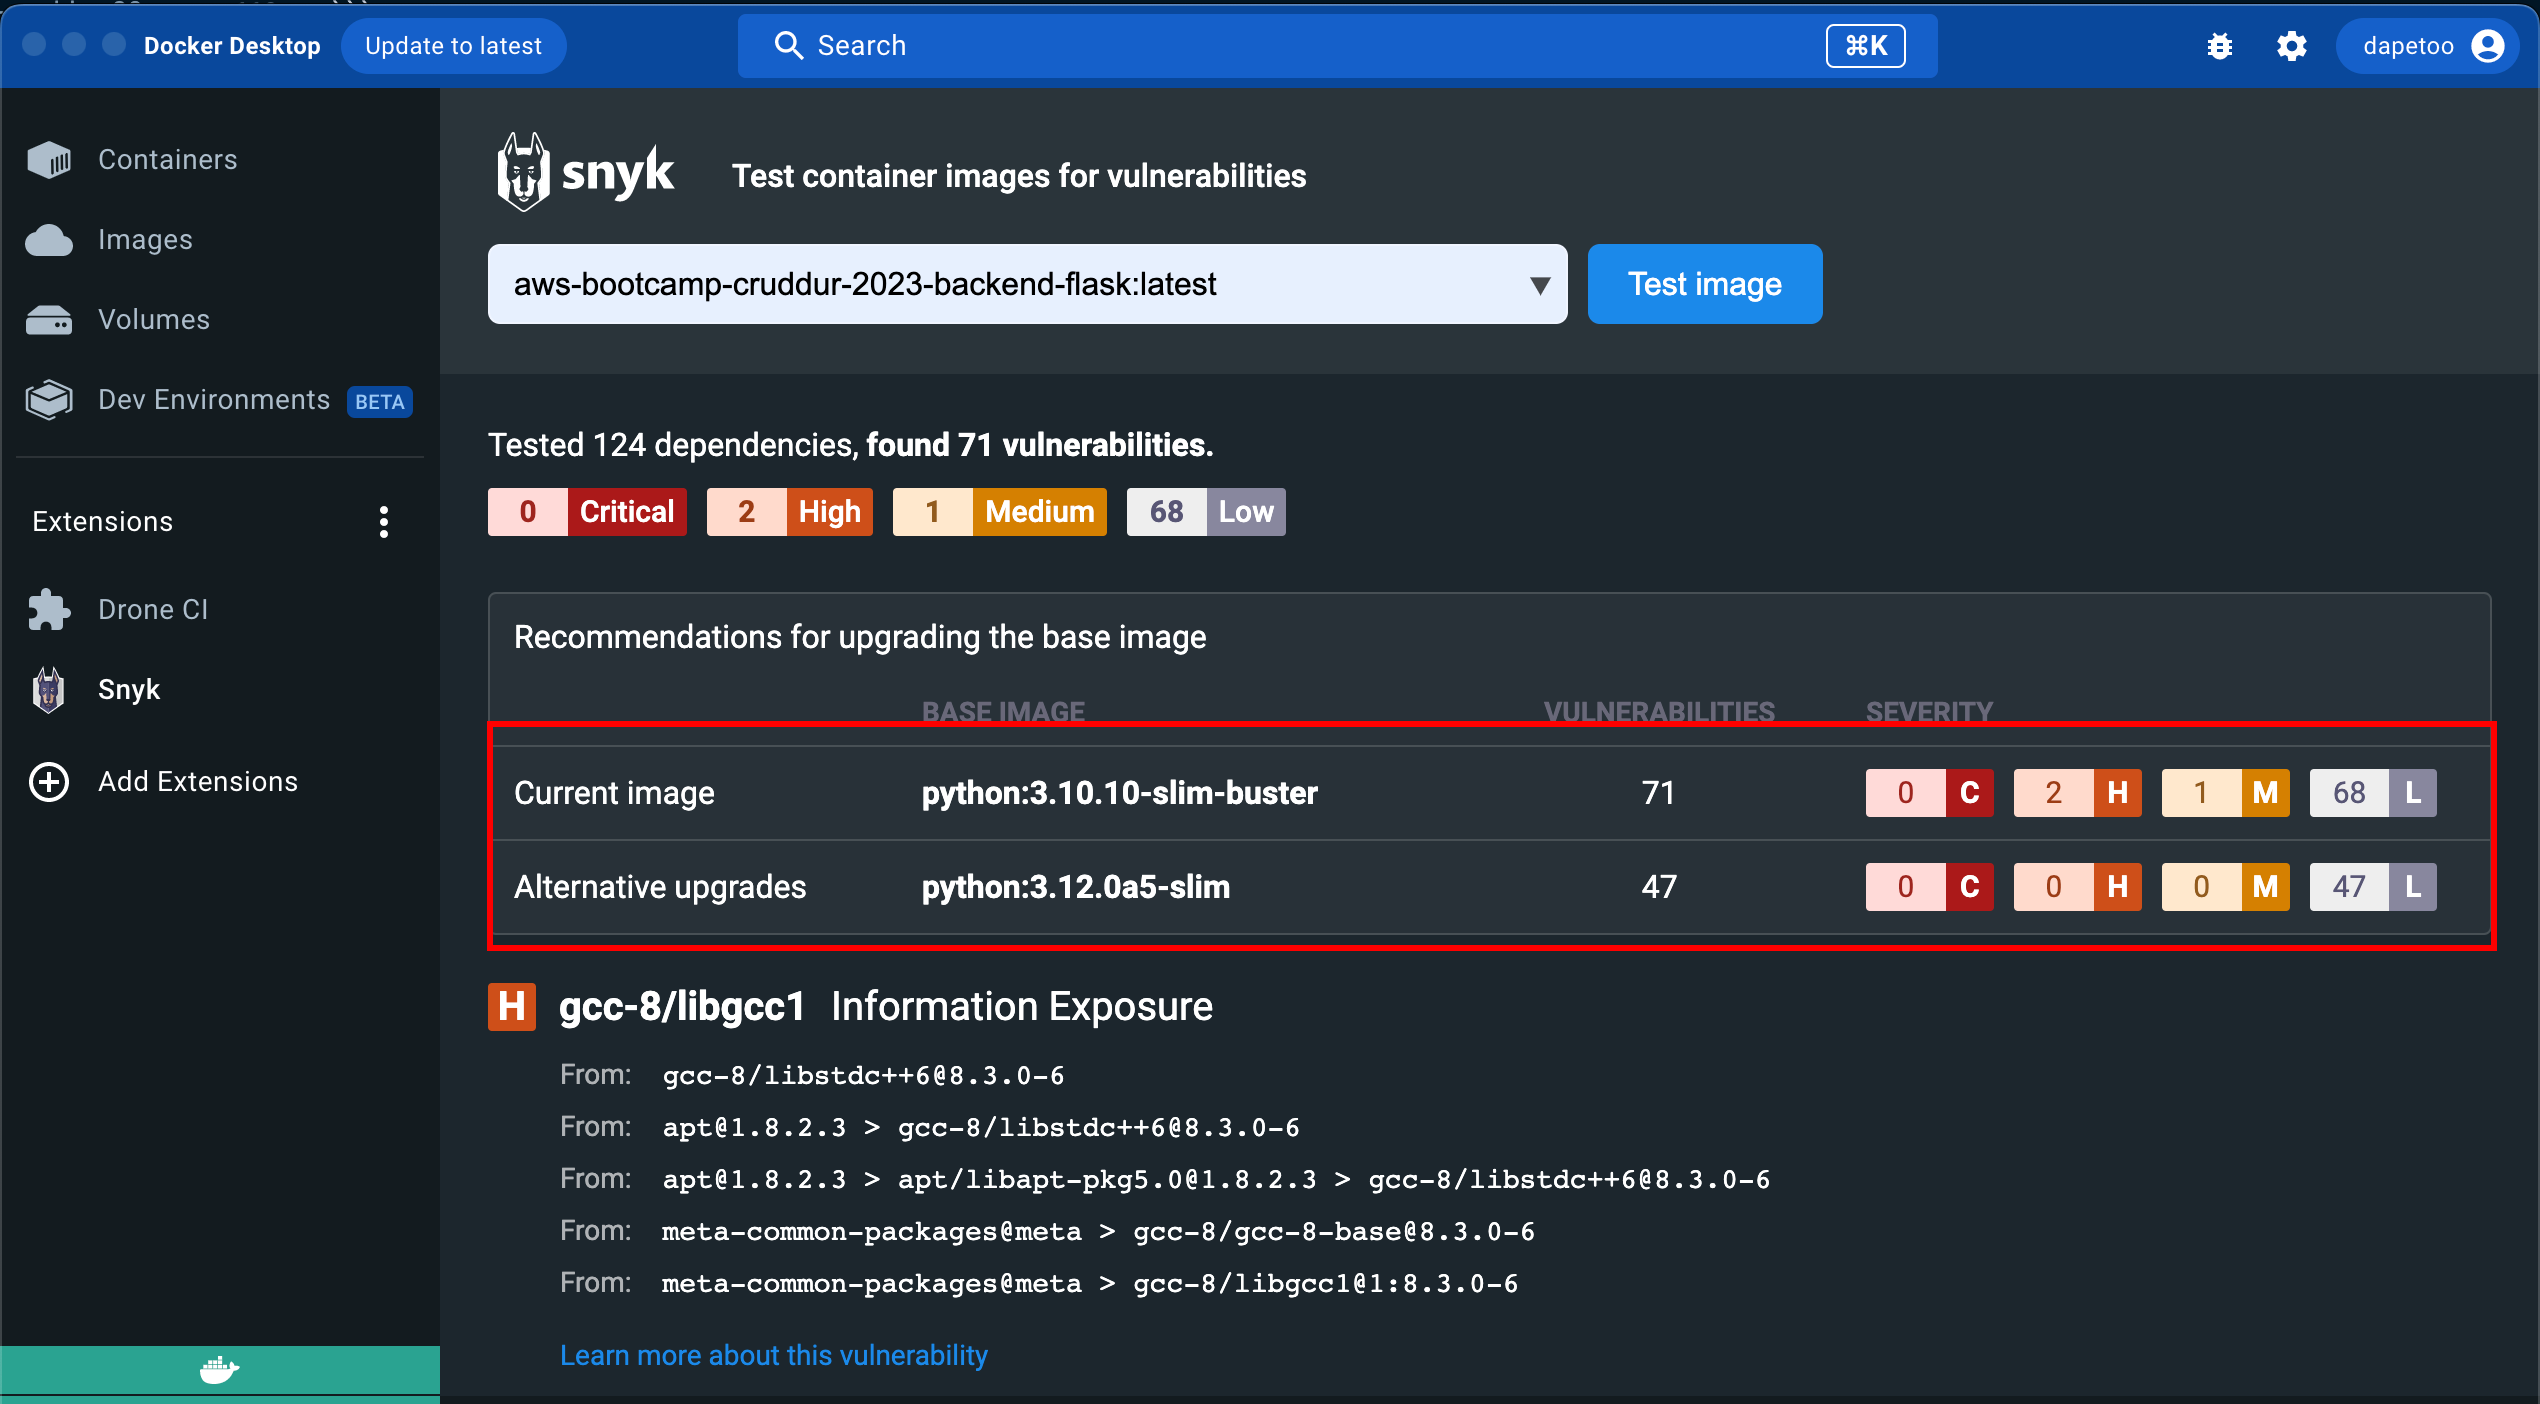 Docker Desktop Update to latest Search ⌘K dapetoo
Containers
Images
Volumes
Dev Environments BETA
Extensions
Drone CI
Snyk
Add Extensions
snyk Test container images for vulnerabilities
aws-bootcamp-cruddur-2023-backend-flask:latest Test image
Tested 124 dependencies, found 71 vulnerabilities.
0 Critical 2 High 1 Medium 68 Low
Recommendations for upgrading the base image
BASE IMAGE VULNERABILITIES SEVERITY
Current image python:3.10.10-slim-buster 71 0 C 2 H 1 M 68 L
Alternative upgrades python:3.12.0a5-slim 47 0 C 0 H 0 M 47 L
H gcc-8/libgcc1 Information Exposure
From: gcc-8/libstdc++6@8.3.0-6
From: apt@1.8.2.3 > gcc-8/libstdc++6@8.3.0-6
From: apt@1.8.2.3 > apt/libapt-pkg5.0@1.8.2.3 > gcc-8/libstdc++6@8.3.0-6
From: meta-common-packages@meta > gcc-8/gcc-8-base@8.3.0-6
From: meta-common-packages@meta > gcc-8/libgcc1@1:8.3.0-6
Learn more about this vulnerability